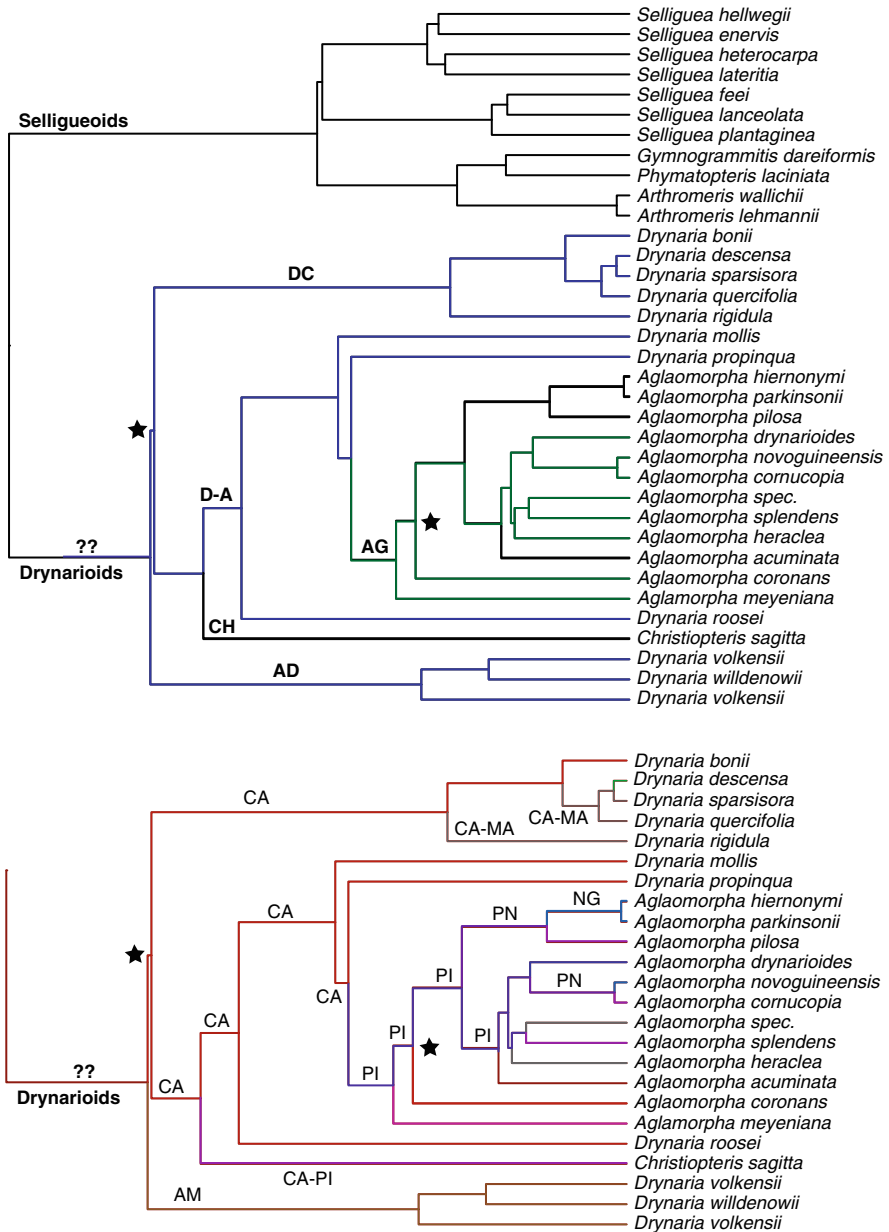 Selliguea hellwegii
Selliguea enervis
Selliguea heterocarpa
Selliguea lateritia
Selliguea feei
Selliguea lanceolata
Selligueoids
Selliguea plantaginea
Gymnogrammitis dareiformis
Phymatopteris laciniata
Arthromeris wallichii
Arthromeris lehmannii
Drynaria bonii
Drynaria descensa
DC
Drynaria sparsisora
Drynaria quercifolia
Drynaria rigidula
Drynaria mollis
Drynaria propinqua
Aglaomorpha hiernonymi
Aglaomorpha parkinsonii
Aglaomorpha pilosa
Aglaomorpha drynarioides
Aglaomorpha novoguineensis
Aglaomorpha cornucopia
D-A
Aglaomorpha spec.
Aglaomorpha splendens
Aglaomorpha heraclea
??
AG
Aglaomorpha acuminata
Drynarioids
Aglaomorpha coronans
Aglamorpha meyeniana
Drynaria roosei
CH
Christiopteris sagitta
Drynaria volkensii
AD
Drynaria willdenowii
Drynaria volkensii
Drynaria bonii
Drynaria descensa
CA
Drynaria sparsisora
CA-MA
Drynaria quercifolia
CA-MA
Drynaria rigidula
Drynaria mollis
Drynaria propinqua
NG
Aglaomorpha hiernonymi
CA
PN
Aglaomorpha parkinsonii
Aglaomorpha pilosa
Aglaomorpha drynarioides
CA
PI
PN
Aglaomorpha novoguineensis
Aglaomorpha cornucopia
CA
Aglaomorpha spec.
PI
PI
Aglaomorpha splendens
Aglaomorpha heraclea
??
CA
PI
Aglaomorpha acuminata
Drynarioids
Aglaomorpha coronans
Aglamorpha meyeniana
Drynaria roosei
Christiopteris sagitta
CA-PI
Drynaria volkensii
AM
Drynaria willdenowii
Drynaria volkensii